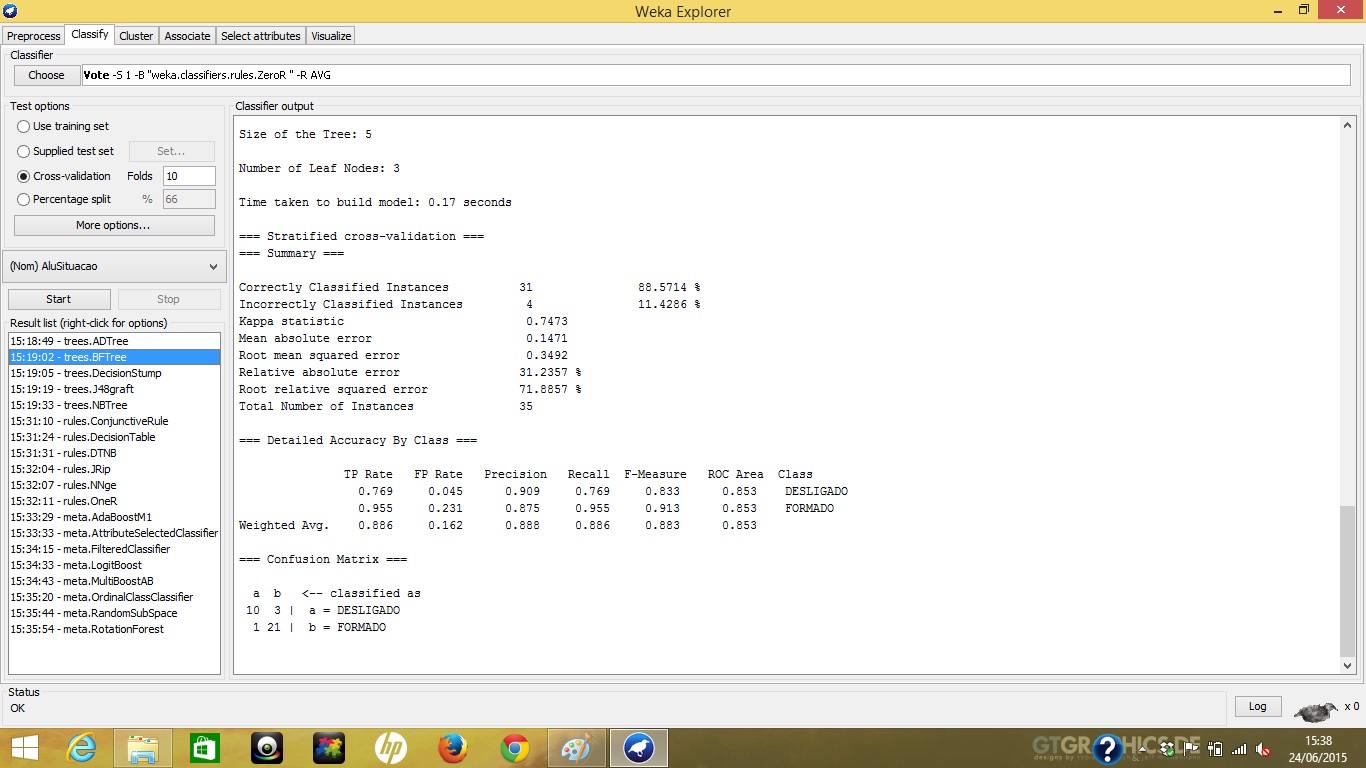 Weka Explorer
Preprocess Classify Cluster Associate Select attributes Visualize
Classifier
Choose Vote -S 1 -B "weka.classifiers.rules.ZeroR " -R AVG
Test options
Use training set
Supplied test set Set...
Cross-validation Folds 10
Percentage split % 66
More options...
(Nom) AluSituacao
Start Stop
Result list (right-click for options)
15:18:49 - trees.ADTree
15:19:02 - trees.BFTree
15:19:05 - trees.DecisionStump
15:19:19 - trees.J48graft
15:19:33 - trees.NBTree
15:31:10 - rules.ConjunctiveRule
15:31:24 - rules.DecisionTable
15:31:31 - rules.DTNB
15:32:04 - rules.JRip
15:32:07 - rules.NNge
15:32:11 - rules.OneR
15:33:29 - meta.AdaBoostM1
15:33:33 - meta.AttributeSelectedClassifier
15:34:15 - meta.FilteredClassifier
15:34:33 - meta.LogitBoost
15:34:43 - meta.MultiBoostAB
15:35:20 - meta.OrdinalClassClassifier
15:35:44 - meta.RandomSubSpace
15:35:54 - meta.RotationForest
Classifier output
Size of the Tree: 5
Number of Leaf Nodes: 3
Time taken to build model: 0.17 seconds
=== Stratified cross-validation ===
=== Summary ===
Correctly Classified Instances 31 88.5714 %
Incorrectly Classified Instances 4 11.4286 %
Kappa statistic 0.7473
Mean absolute error 0.1471
Root mean squared error 0.3492
Relative absolute error 31.2357 %
Root relative squared error 71.8857 %
Total Number of Instances 35
=== Detailed Accuracy By Class ===
TP Rate FP Rate Precision Recall F-Measure ROC Area Class
0.769 0.045 0.909 0.769 0.833 0.853 DESLIGADO
0.955 0.231 0.875 0.955 0.913 0.853 FORMADO
Weighted Avg. 0.886 0.162 0.888 0.886 0.883 0.853
=== Confusion Matrix ===
a b <-- classified as
10 3 | a = DESLIGADO
1 21 | b = FORMADO
Status
OK
Log
x 0
hp
15:38
24/06/2015